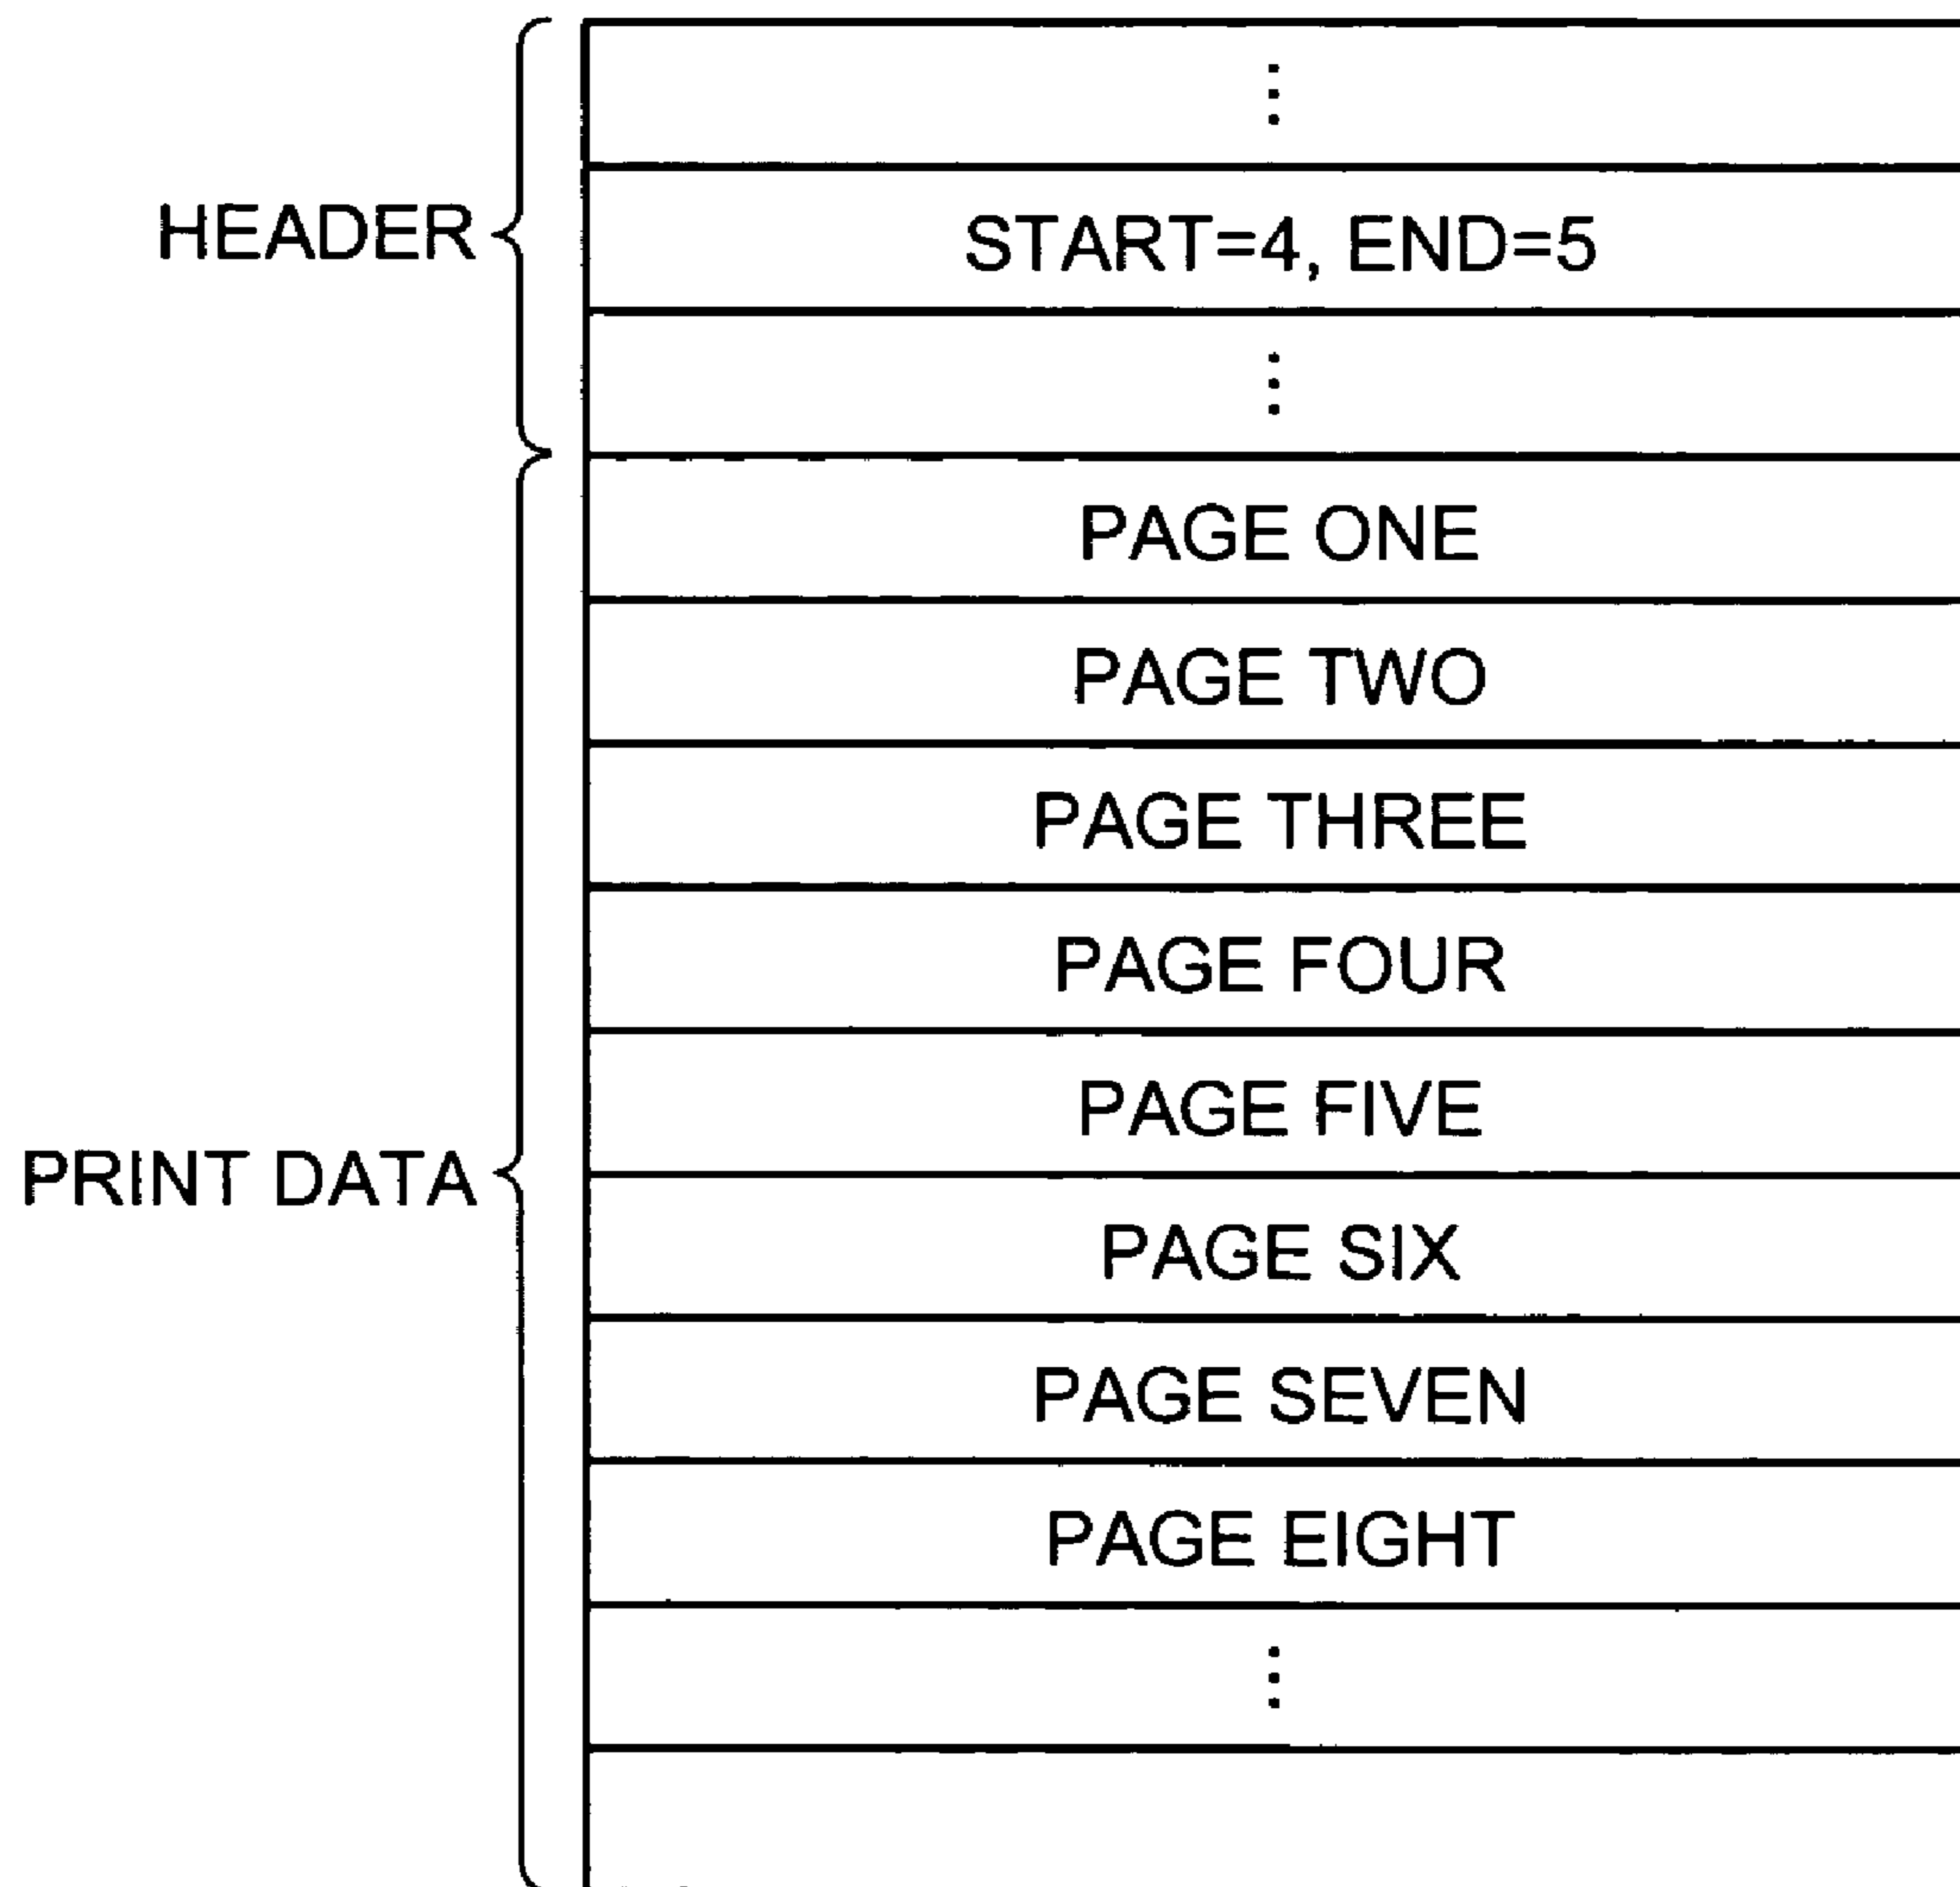 HEADER
⋮
START=4, END=5
⋮
PRINT DATA
PAGE ONE
PAGE TWO
PAGE THREE
PAGE FOUR
PAGE FIVE
PAGE SIX
PAGE SEVEN
PAGE EIGHT
⋮